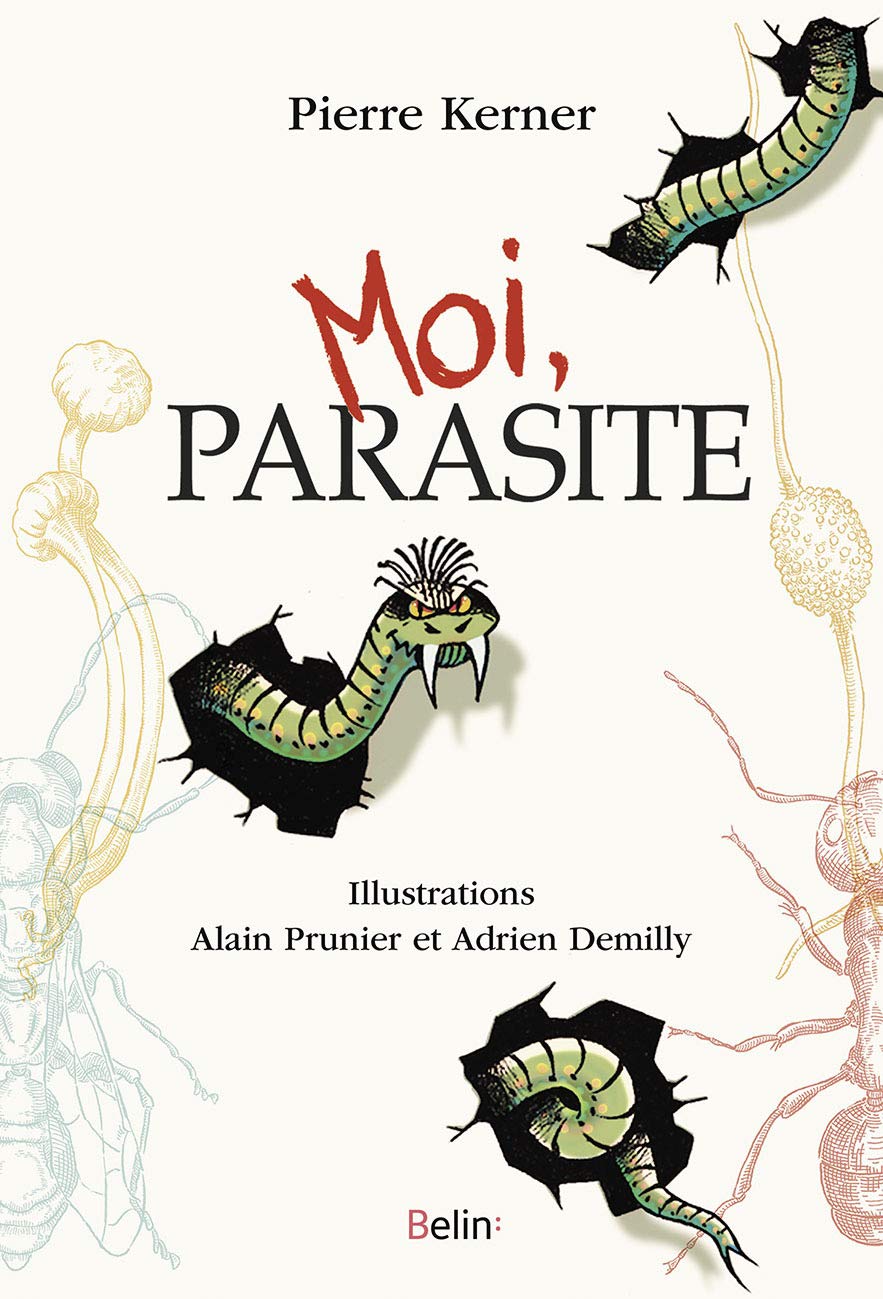 Pierre Kerner
Moi,
PARASITE
Illustrations
Alain Prunier et Adrien Demilly
Belin: